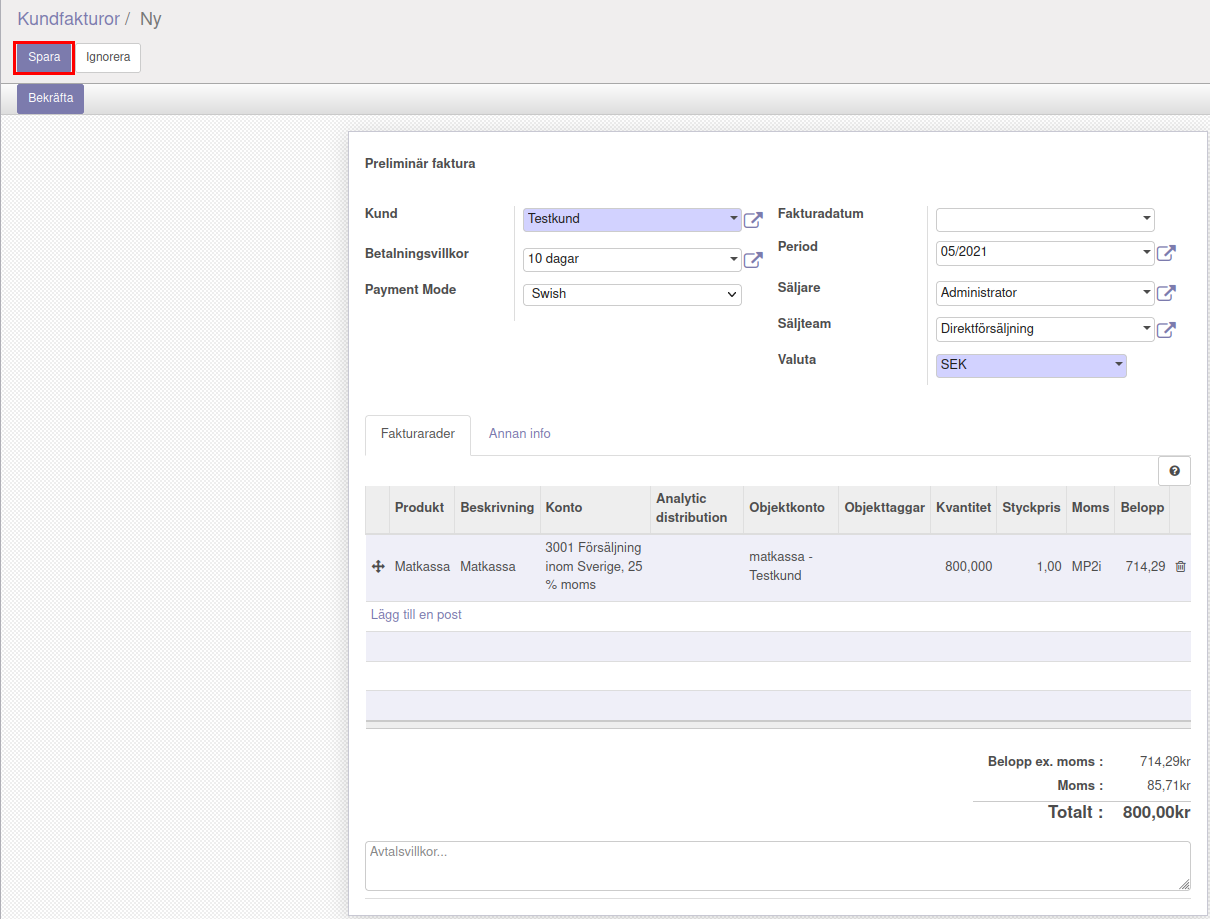 Kundfakturor / Ny
Spara Ignorera
Bekräfta
Preliminär faktura
Kund Testkund
Betalningsvillkor 10 dagar
Payment Mode Swish
Fakturadatum
Period 05/2021
Säljare Administrator
Säljteam Direktförsäljning
Valuta SEK
Fakturarader Annan info
Produkt Beskrivning Konto Analytic distribution Objektkonto Objekttaggar Kvantitet Styckpris Moms Belopp
Matkassa Matkassa 3001 Försäljning inom Sverige, 25 % moms matkassa - Testkund 800,000 1,00 MP2i 714,29
Lägg till en post
Belopp ex. moms : 714,29kr
Moms : 85,71kr
Totalt : 800,00kr
Avtalsvillkor...